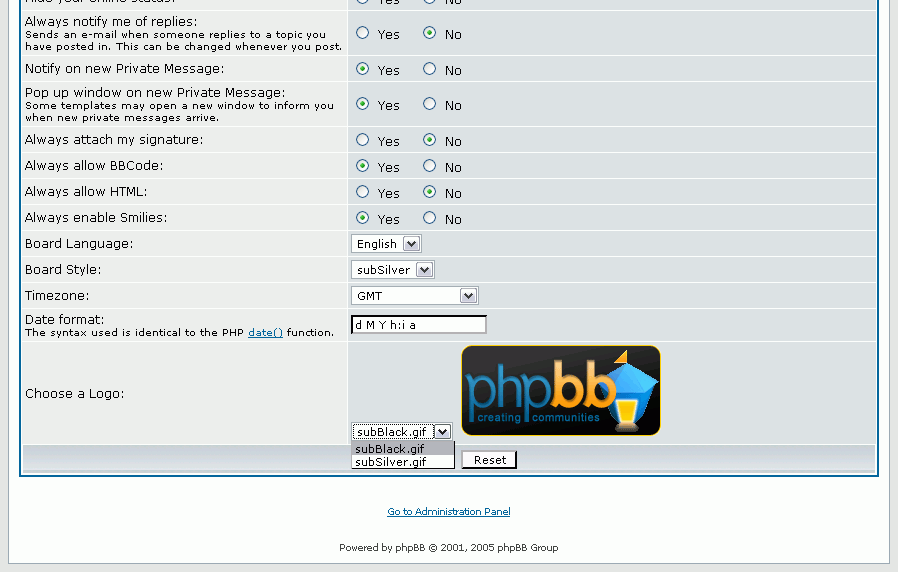 Hide your online status: Yes No
Always notify me of replies:
Sends an e-mail when someone replies to a topic you
have posted in. This can be changed whenever you post.
Yes No
Notify on new Private Message: Yes No
Pop up window on new Private Message:
Some templates may open a new window to inform you
when new private messages arrive.
Yes No
Always attach my signature: Yes No
Always allow BBCode: Yes No
Always allow HTML: Yes No
Always enable Smilies: Yes No
Board Language: English
Board Style: subSilver
Timezone: GMT
Date format:
The syntax used is identical to the PHP date() function.
d M Y h:i a
phpbb
creating communities
Choose a Logo:
subBlack.gif
subBlack.gif
subSilver.gif
Reset
Go to Administration Panel
Powered by phpBB © 2001, 2005 phpBB Group